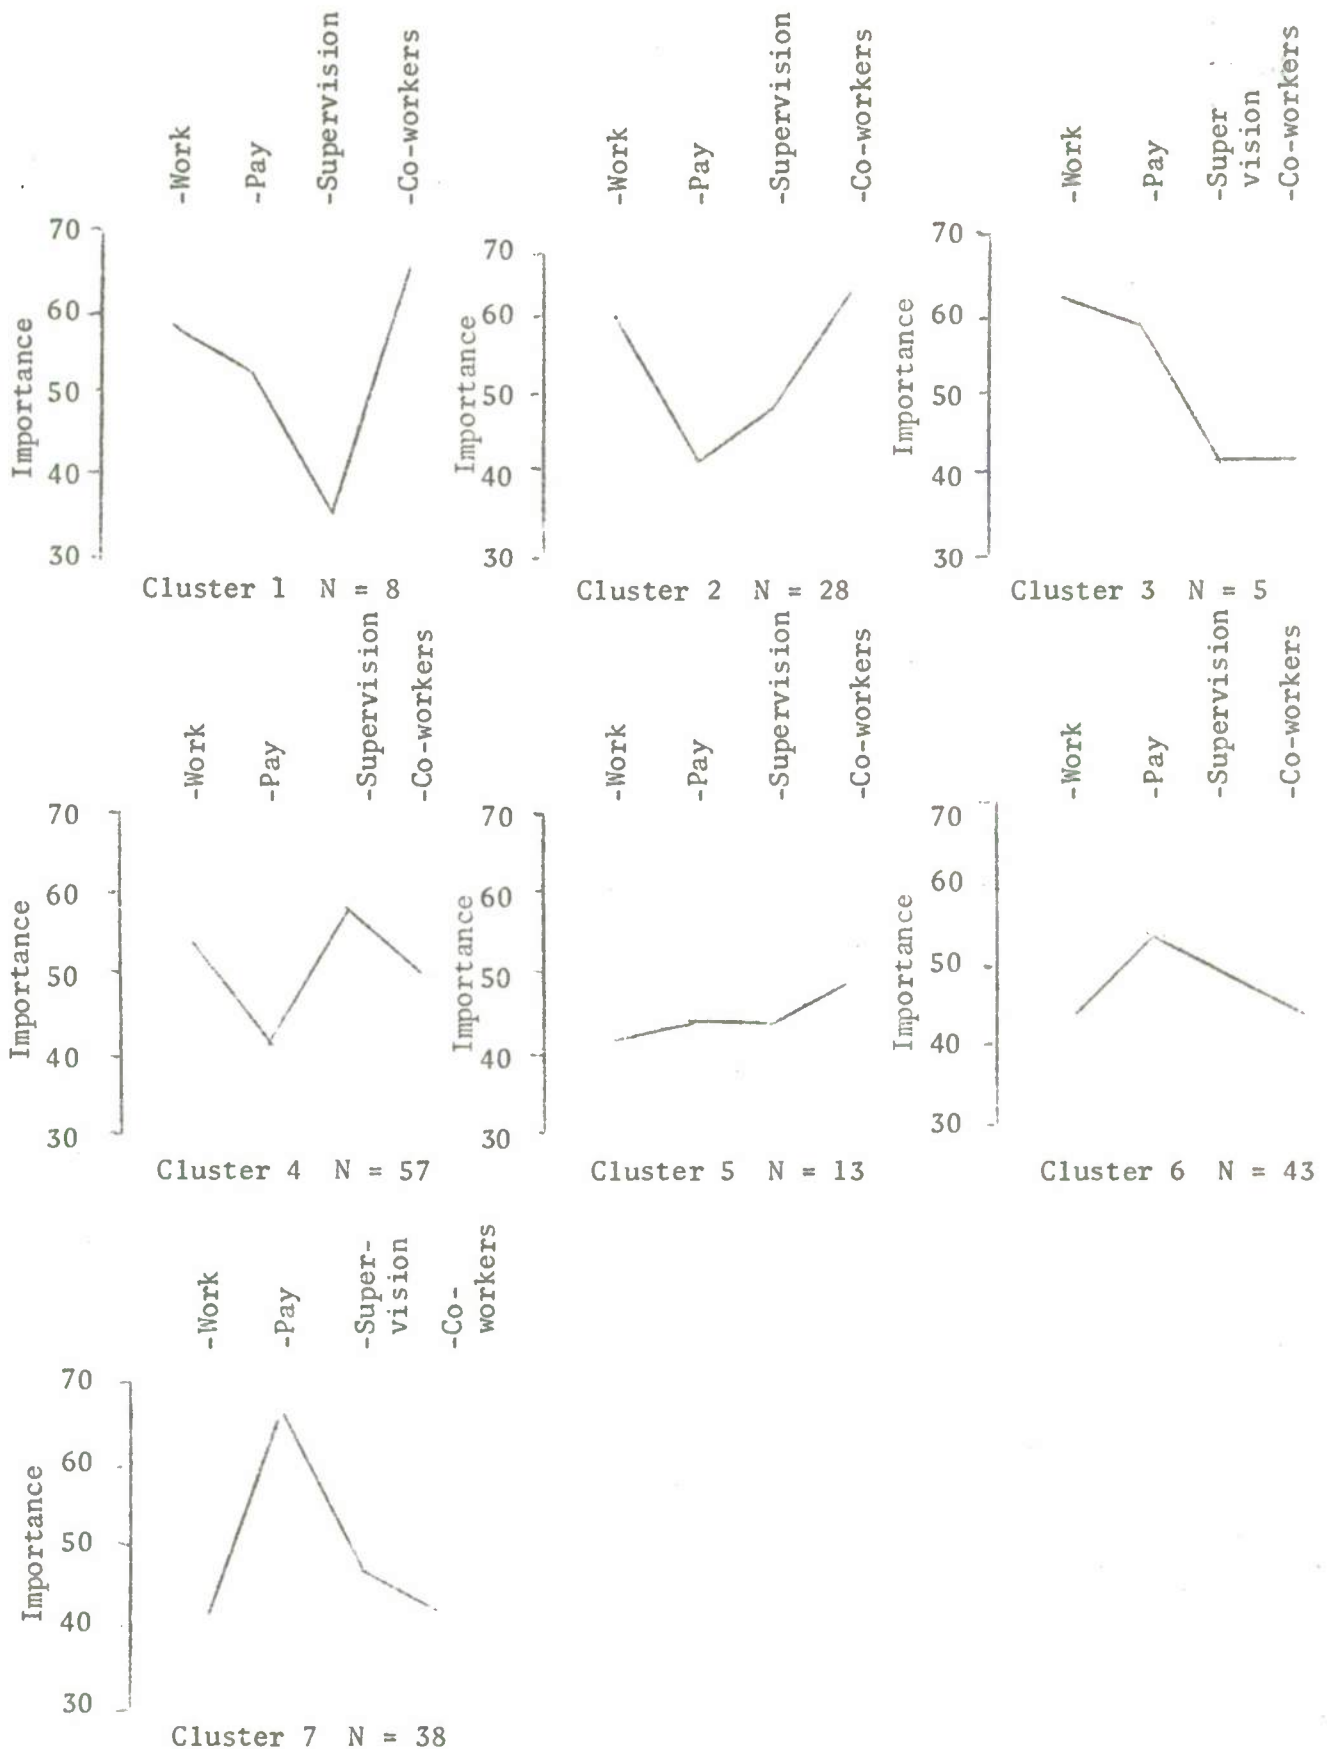 -Work
-Pay
-Supervision
-Co-workers
70
60
50
40
30
Importance
Cluster 1 N = 8
-Work
-Pay
-Supervision
-Co-workers
70
60
50
40
30
Importance
Cluster 2 N = 28
-Work
-Pay
-Super
vision
-Co-workers
70
60
50
40
30
Importance
Cluster 3 N = 5
-Work
-Pay
-Supervision
-Co-workers
70
60
50
40
30
Importance
Cluster 4 N = 57
-Work
-Pay
-Supervision
-Co-workers
70
60
50
40
30
Importance
Cluster 5 N = 13
-Work
-Pay
-Supervision
-Co-workers
70
60
50
40
30
Importance
Cluster 6 N = 43
-Work
-Pay
-Super-
vision
-Co-
workers
70
60
50
40
30
Importance
Cluster 7 N = 38